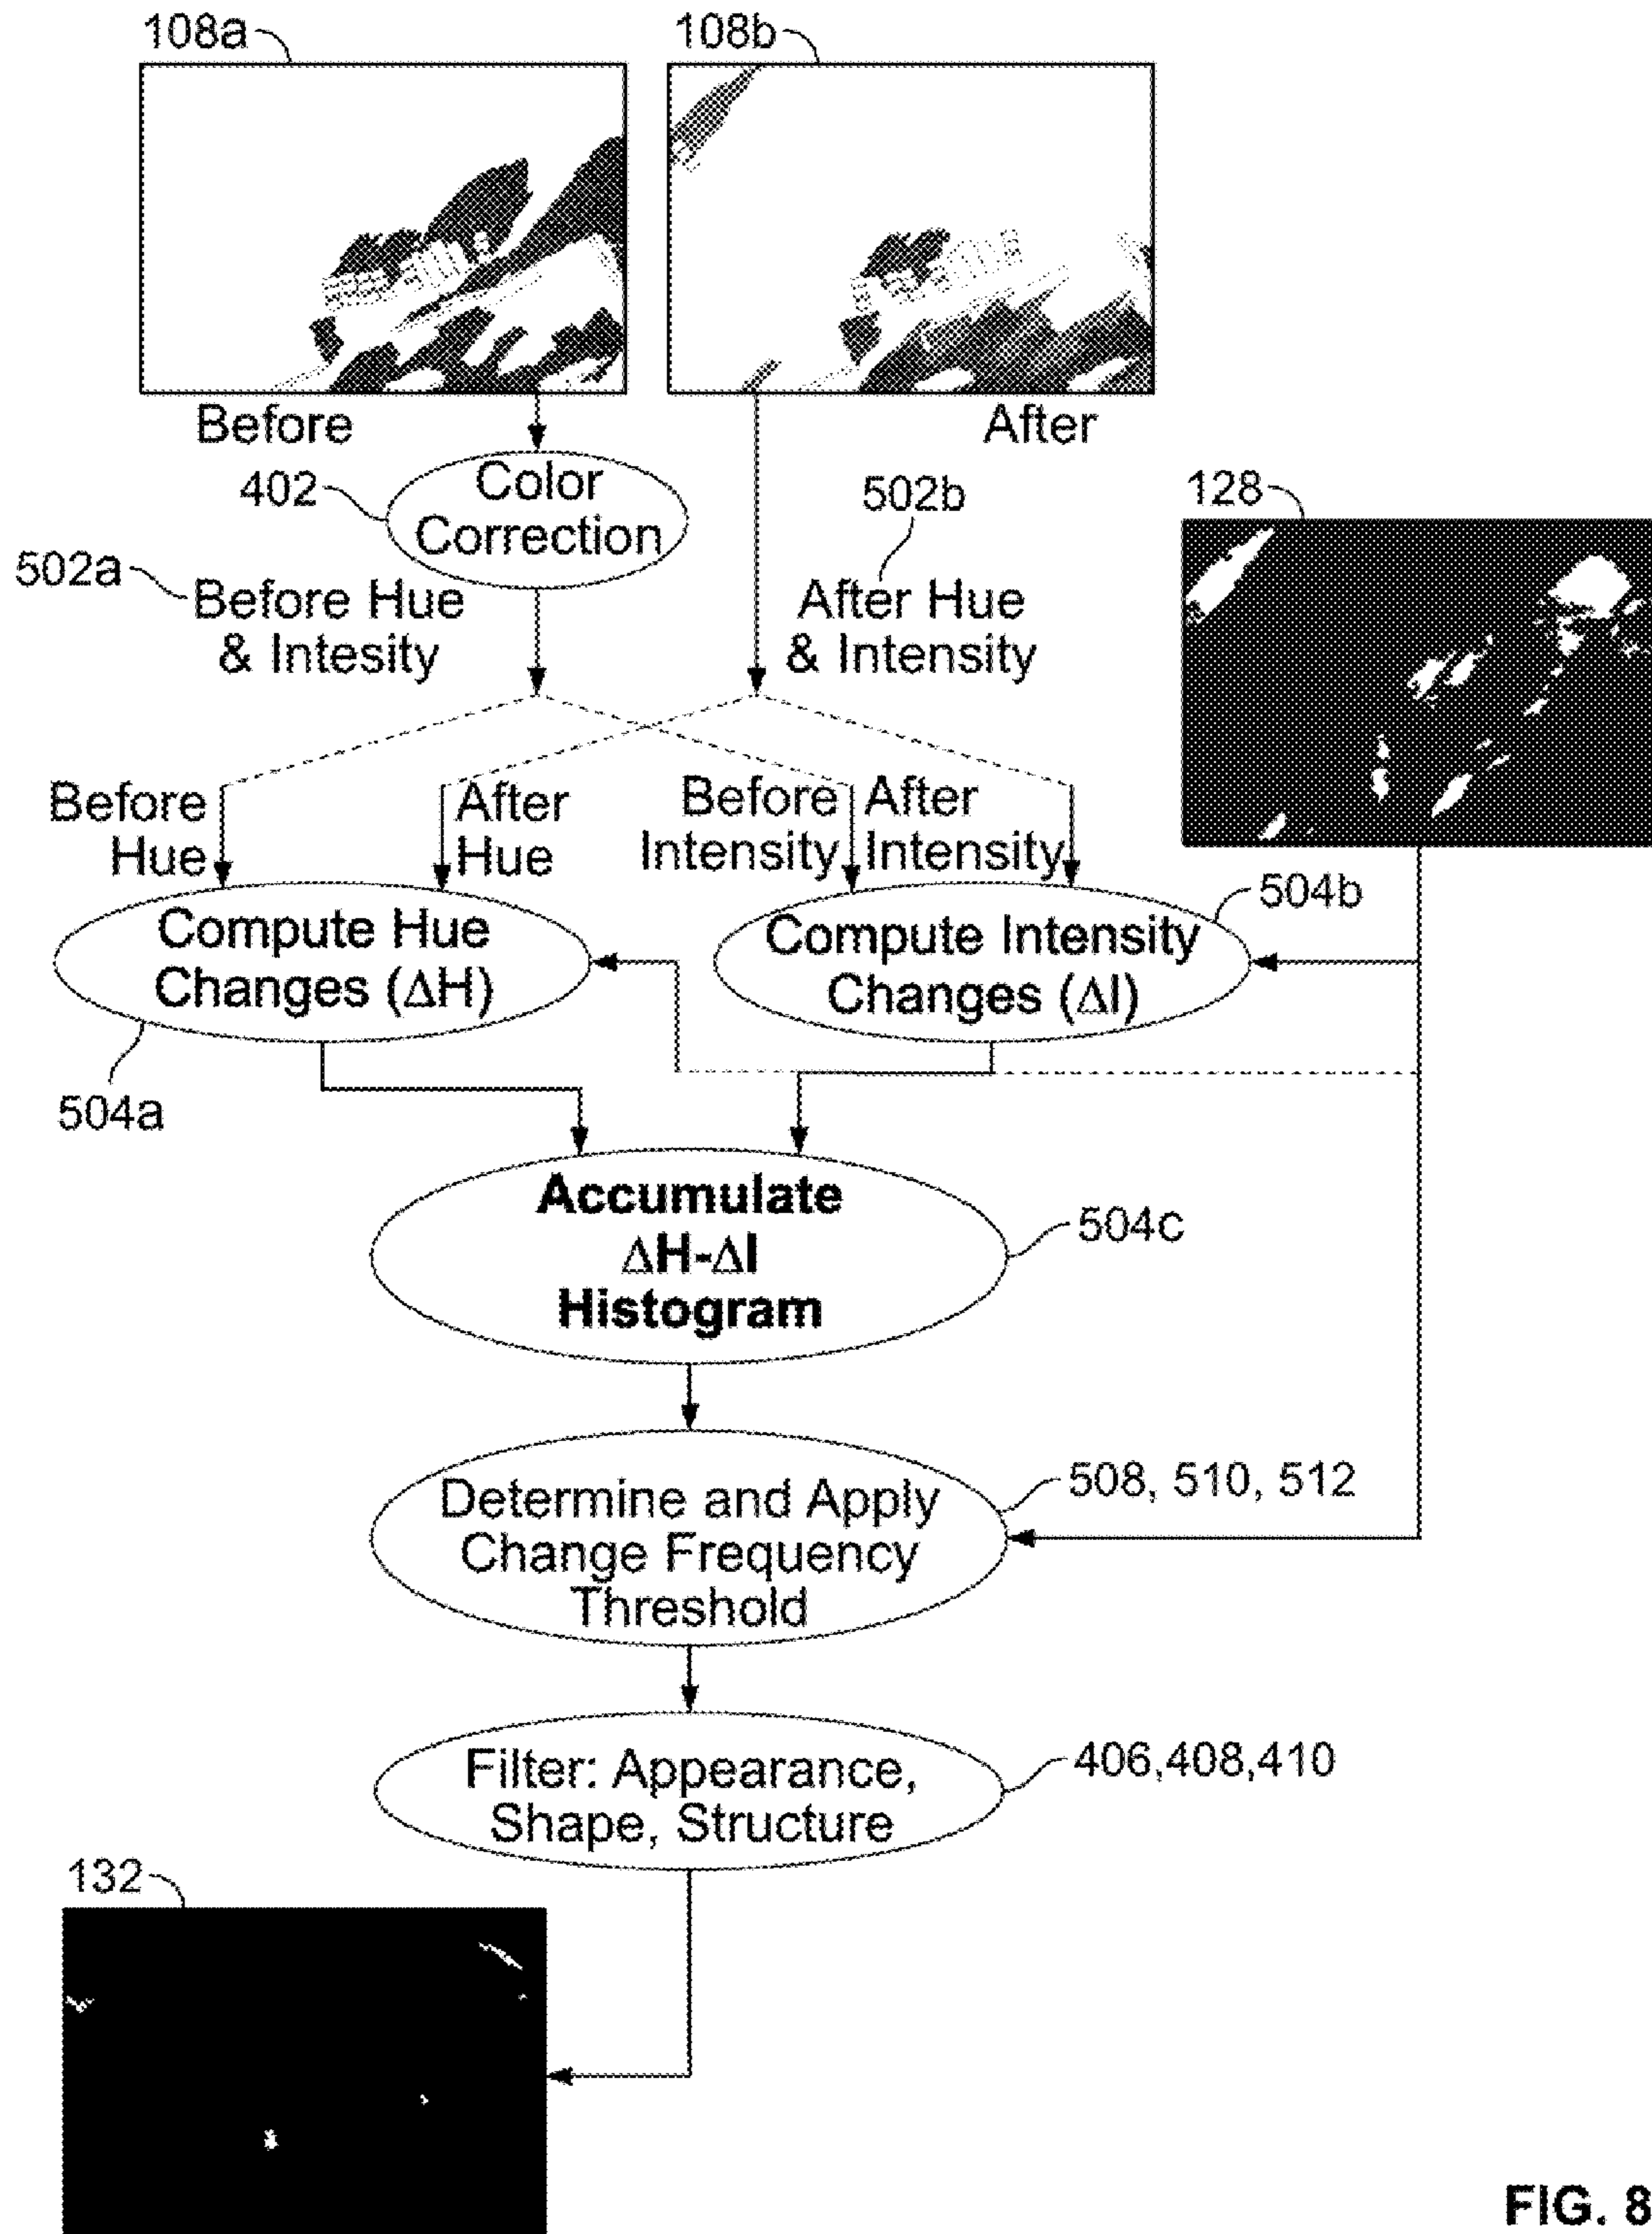 108a
108b
Before
After
402
Color
Correction
502b
128
502a
Before Hue
& Intesity
After Hue
& Intensity
Before
Hue
After
Hue
Before
Intensity
After
Intensity
Compute Hue
Changes (ΔH)
Compute Intensity
Changes (ΔI)
504b
504a
Accumulate
ΔH-ΔI
Histogram
504c
Determine and Apply
Change Frequency
Threshold
508, 510, 512
Filter: Appearance,
Shape, Structure
406,408,410
132
FIG. 8